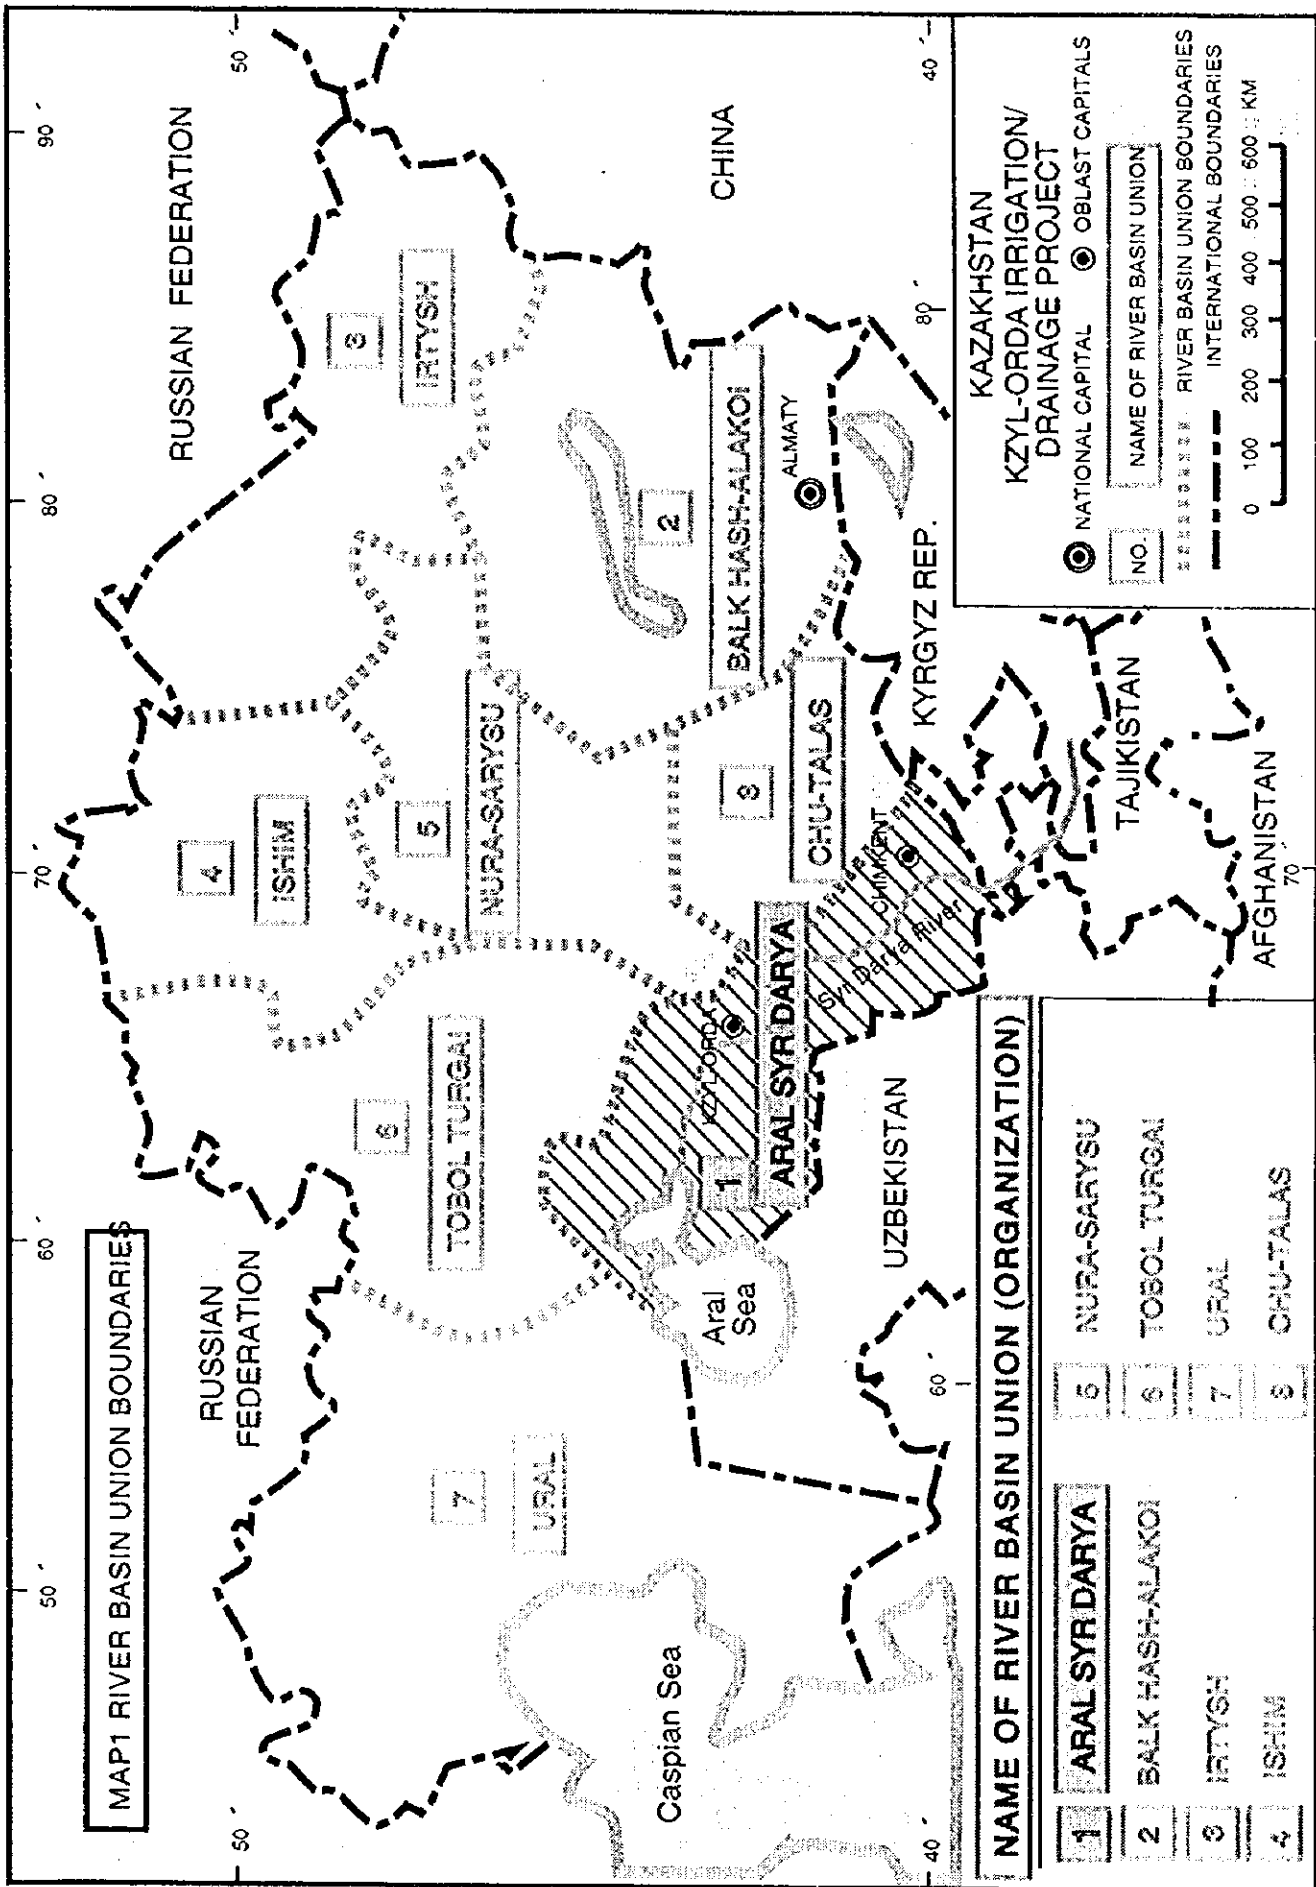 MAP1 RIVER BASIN UNION BOUNDARIES
50
60
70
80
90
50
50
40
40
60
70
80
RUSSIAN
FEDERATION
RUSSIAN FEDERATION
CHINA
KYRGYZ REP.
TAJIKISTAN
AFGHANISTAN
UZBEKISTAN
Caspian Sea
Aral
Sea
Syr Darya River
7
URAL
6
TOBOL TURGAI
4
ISHIM
5
NURA-SARYSU
3
IRTYSH
2
BALK HASH-ALAKOI
ALMATY
8
CHU-TALAS
CHIMKENT
KZYLORDA
1
ARAL SYR DARYA
NAME OF RIVER BASIN UNION (ORGANIZATION)
1 ARAL SYR DARYA
2 BALK HASH-ALAKOI
3 IRTYSH
4 ISHIM
5 NURA-SARYSU
6 TOBOL TURGAI
7 URAL
8 CHU-TALAS
KAZAKHSTAN
KZYL-ORDA IRRIGATION/
DRAINAGE PROJECT
NATIONAL CAPITAL OBLAST CAPITALS
NO. NAME OF RIVER BASIN UNION
RIVER BASIN UNION BOUNDARIES
INTERNATIONAL BOUNDARIES
0 100 200 300 400 500 600 KM